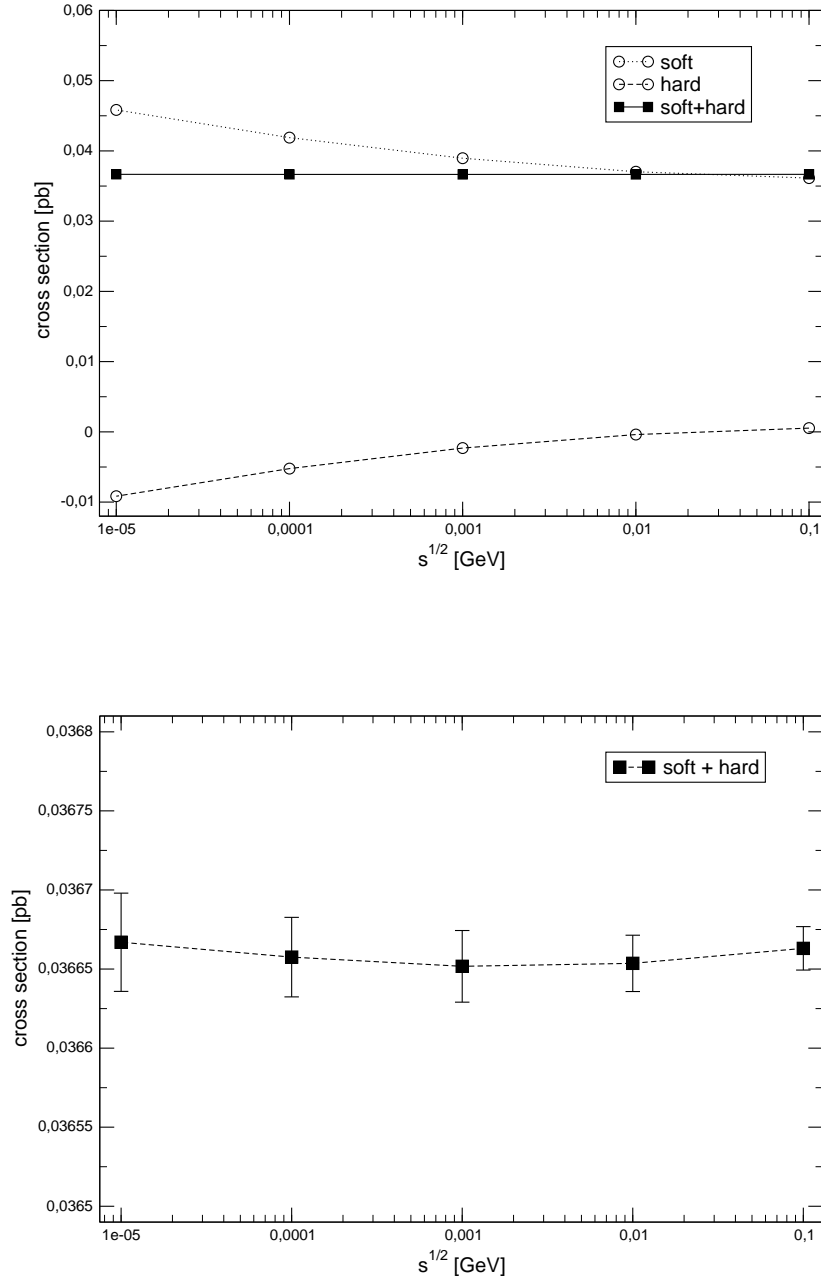 0,06
0,05
0,04
0,03
0,02
0,01
0
-0,01
cross section [pb]
soft
hard
soft+hard
1e-05 0,0001 0,001 0,01 0,1
s^1/2 [GeV]
0,0368
0,03675
0,0367
0,03665
0,0366
0,03655
0,0365
cross section [pb]
soft + hard
1e-05 0,0001 0,001 0,01 0,1
s^1/2 [GeV]